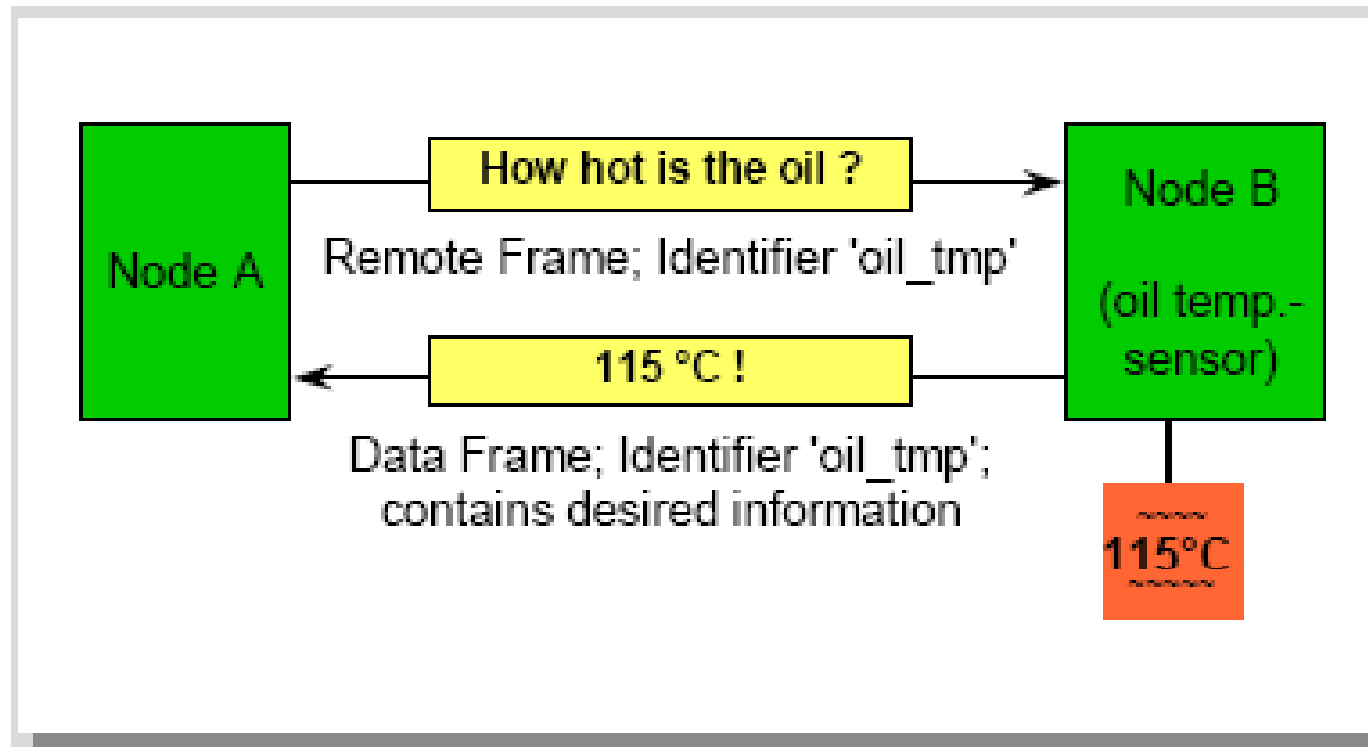 Node A
How hot is the oil ?
Remote Frame; Identifier 'oil_tmp'
115 °C !
Data Frame; Identifier 'oil_tmp';
contains desired information
Node B
(oil temp.-
sensor)
~~~~
115°C
~~~~~